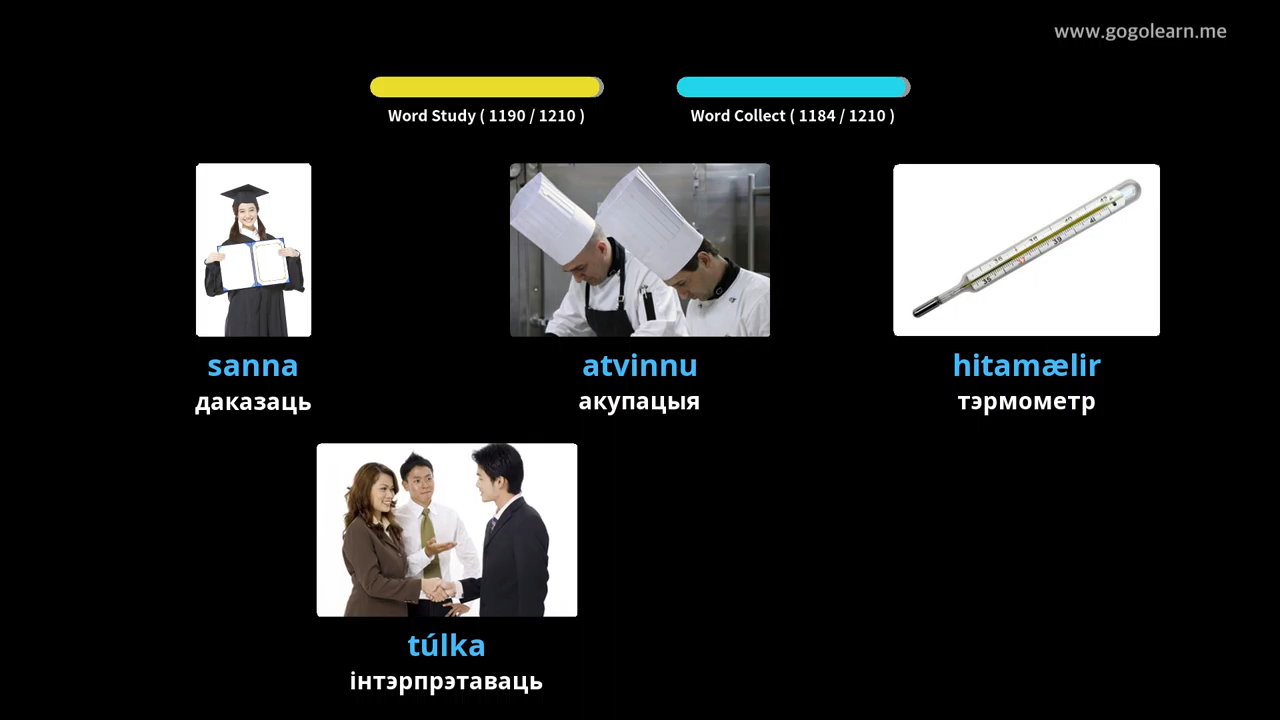 www.gogolearn.me
Word Study ( 1190 / 1210 )
Word Collect ( 1184 / 1210 )
sanna
даказаць
atvinnu
акупацыя
hitamælir
тэрмометр
túlka
інтэрпрэтаваць